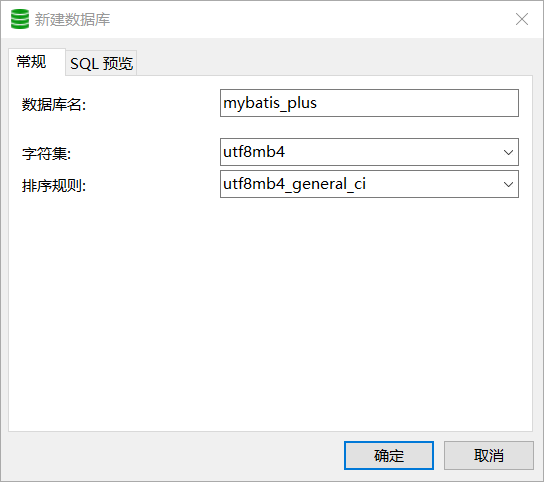 新建数据库
常规 SQL 预览
数据库名: mybatis_plus
字符集: utf8mb4
排序规则: utf8mb4_general_ci
确定 取消